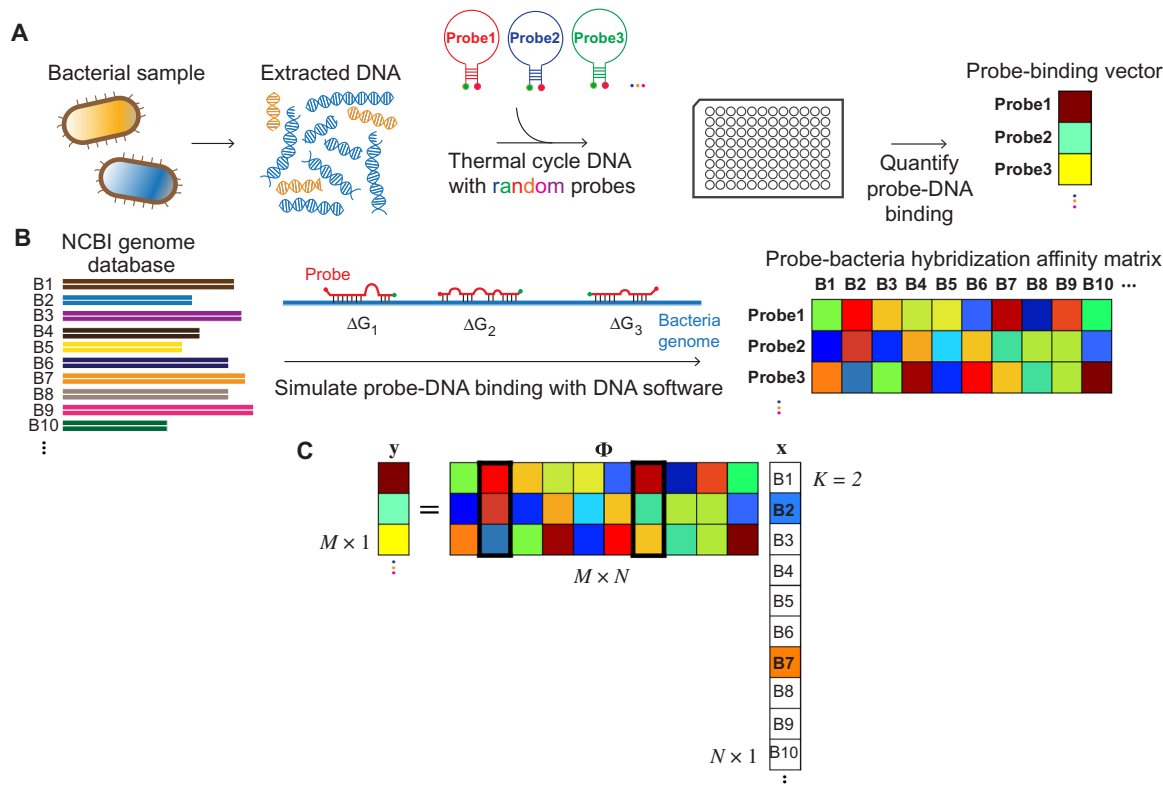 A
Bacterial sample
Extracted DNA
Probe1
Probe2
Probe3
Thermal cycle DNA
with random probes
Quantify
probe-DNA
binding
Probe-binding vector
Probe1
Probe2
Probe3
B
NCBI genome
database
B1
B2
B3
B4
B5
B6
B7
B8
B9
B10
Probe
ΔG1
ΔG2
ΔG3
Bacteria
genome
Simulate probe-DNA binding with DNA software
Probe-bacteria hybridization affinity matrix
B1 B2 B3 B4 B5 B6 B7 B8 B9 B10 ...
Probe1
Probe2
Probe3
C
y
=
Φ
x
M × 1
M × N
K = 2
B1
B2
B3
B4
B5
B6
B7
B8
B9
B10
N × 1